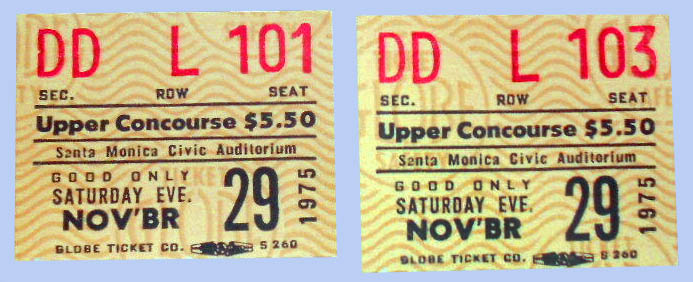 DD L 101
SEC. ROW SEAT
Upper Concourse $5.50
Santa Monica Civic Auditorium
GOOD ONLY
SATURDAY EVE.
NOV'BR 29 1975
GLOBE TICKET CO. S 260
DD L 103
SEC. ROW SEAT
Upper Concourse $5.50
Santa Monica Civic Auditorium
GOOD ONLY
SATURDAY EVE.
NOV'BR 29 1975
GLOBE TICKET CO. S 260